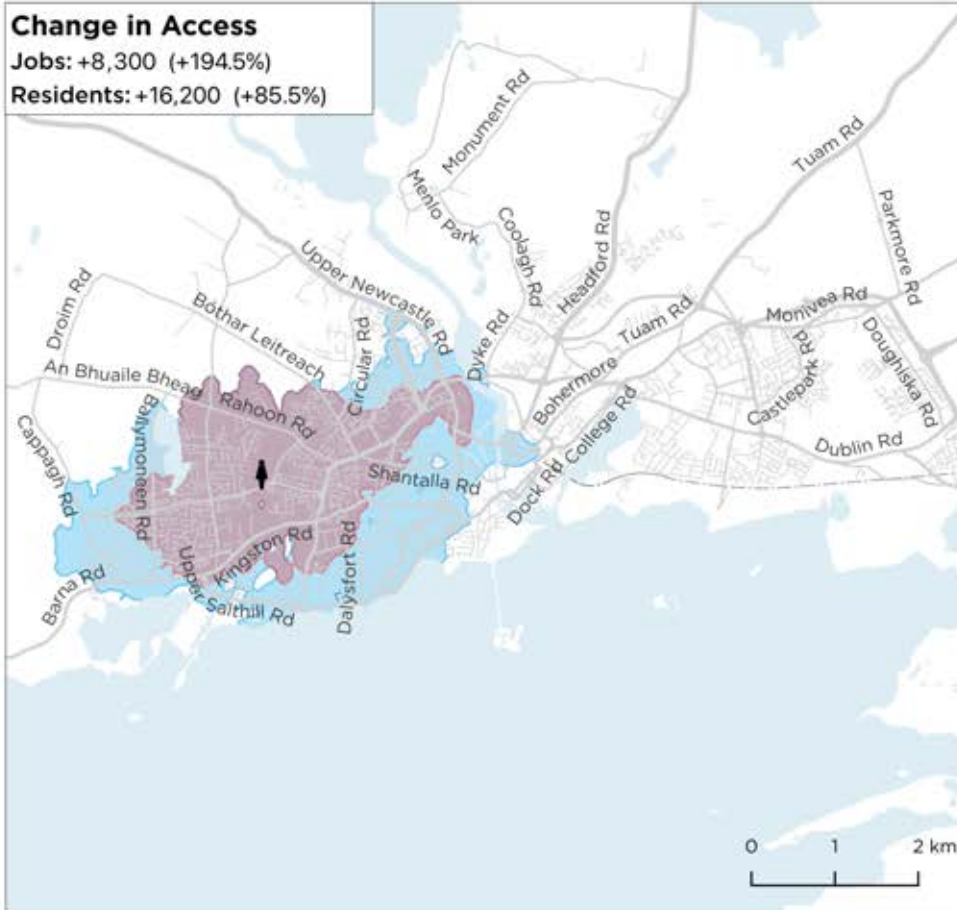 Change in Access
Jobs: +8,300 (+194.5%)
Residents: +16,200 (+85.5%)
Monument Rd
Tuam Rd
Menlo Park
Parkmore Rd
Coolagh Rd
Headford Rd
Upper Newcastle Rd
Droim Rd
Bóthar Leitreach
Circular Rd
Dyke Rd
Tuam Rd
Monivea Rd
Doughiska Rd
An Bhuaile Bheag
Rahoon Rd
Bohermore
Castlepark Rd
Ballymoneen Rd
College Rd
Dublin Rd
Cappagh Rd
Shantalla Rd
Dock Rd
Kingston Rd
Upper Salthill Rd
Dalysfort Rd
Barna Rd
0 1 2 km